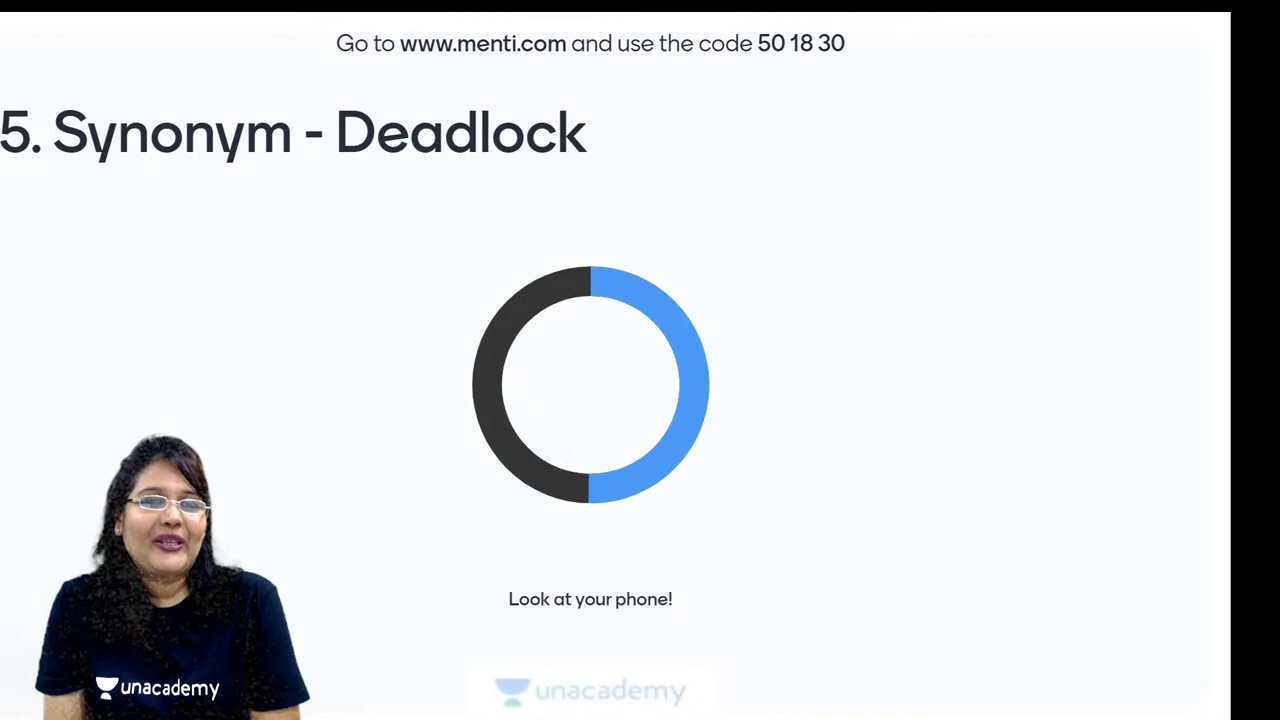 Go to www.menti.com and use the code 50 18 30
5. Synonym - Deadlock
Look at your phone!
unacademy
unacademy